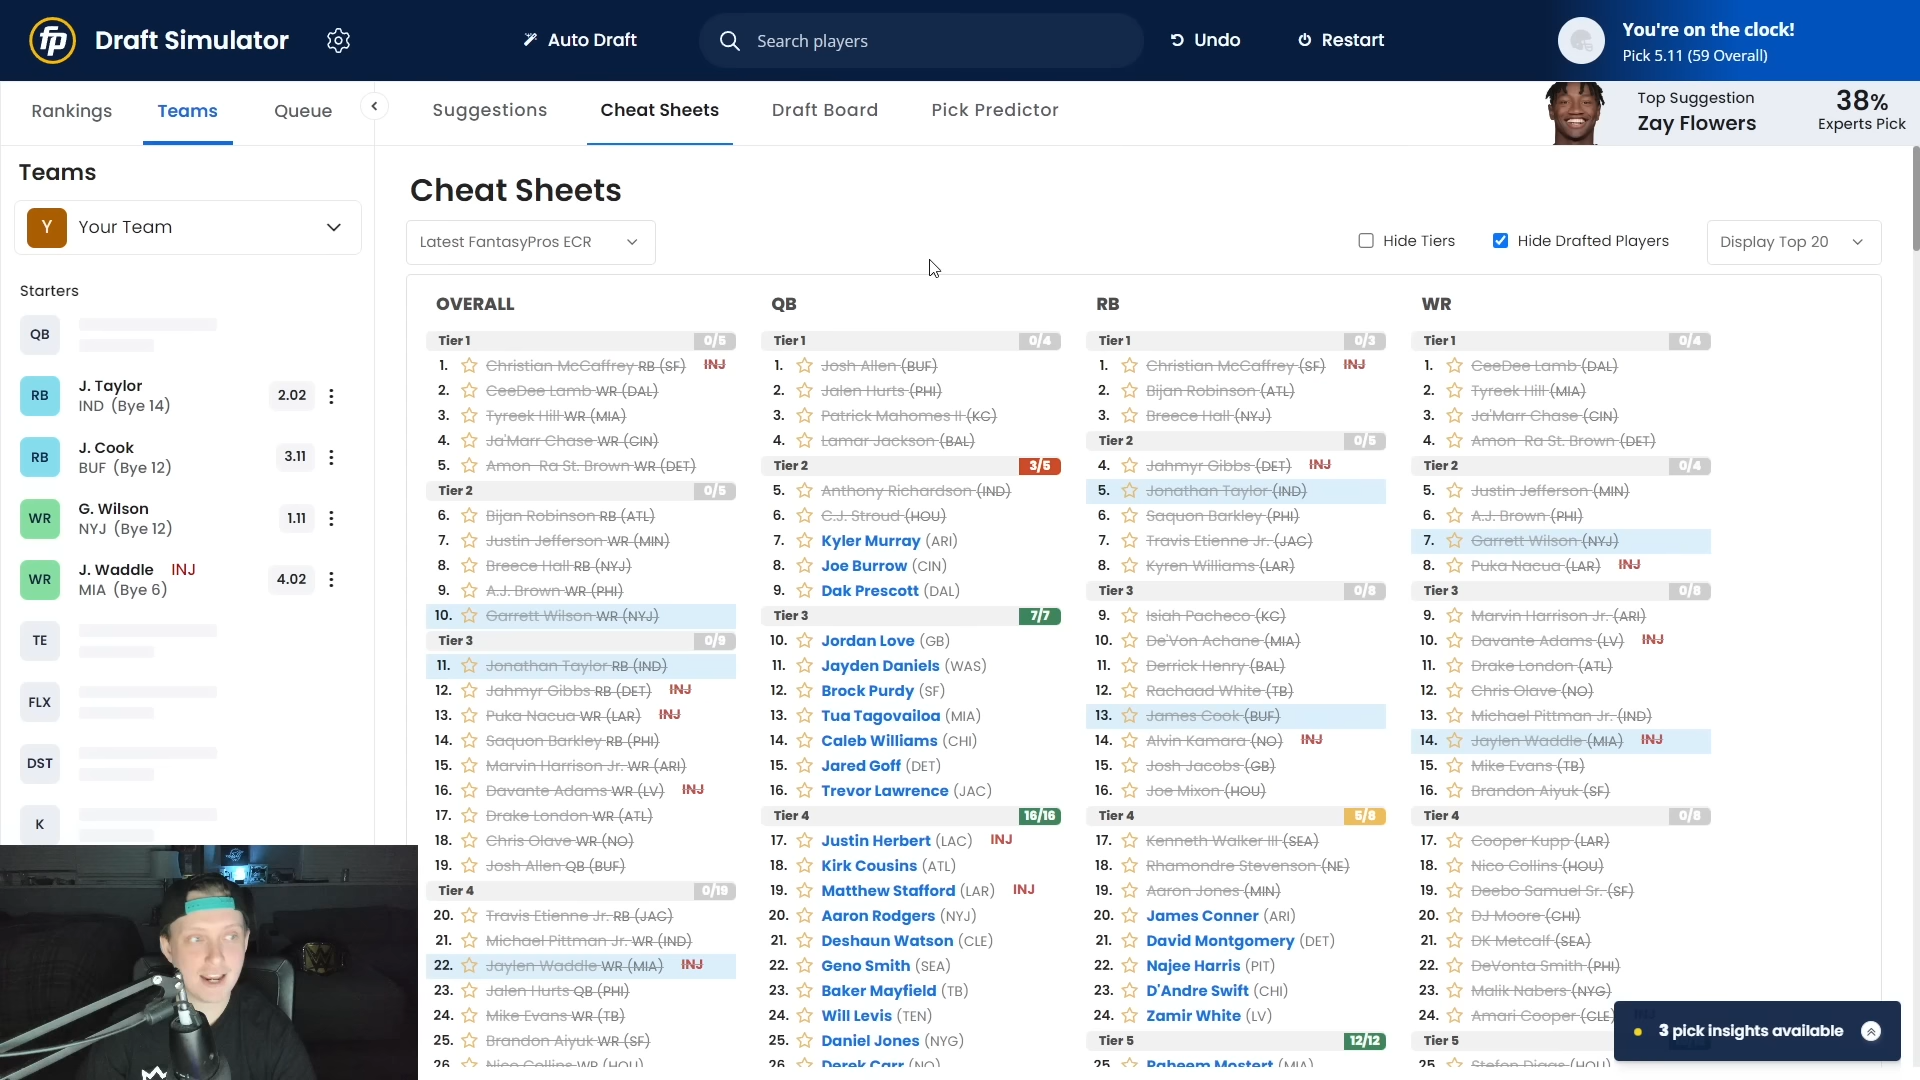 fp Draft Simulator
Auto Draft
Search players
Undo
Restart
You're on the clock!
Pick 5.11 (59 Overall)
Rankings
Teams
Queue
Suggestions
Cheat Sheets
Draft Board
Pick Predictor
Top Suggestion
Zay Flowers
38%
Experts Pick
Teams
Y Your Team
Starters
QB
RB J. Taylor 2.02
IND (Bye 14)
RB J. Cook 3.11
BUF (Bye 12)
WR G. Wilson 1.11
NYJ (Bye 12)
WR J. Waddle INJ 4.02
MIA (Bye 6)
TE
FLX
DST
K
Cheat Sheets
Latest FantasyPros ECR
Hide Tiers
Hide Drafted Players
Display Top 20
OVERALL
Tier 1 0/5
1. Christian McCaffrey RB (SF) INJ
2. CeeDee Lamb WR (DAL)
3. Tyreek Hill WR (MIA)
4. Ja'Marr Chase WR (CIN)
5. Amon-Ra St. Brown WR (DET)
Tier 2 0/5
6. Bijan Robinson RB (ATL)
7. Justin Jefferson WR (MIN)
8. Breece Hall RB (NYJ)
9. A.J. Brown WR (PHI)
10. Garrett Wilson WR (NYJ)
Tier 3 0/9
11. Jonathan Taylor RB (IND)
12. Jahmyr Gibbs RB (DET) INJ
13. Puka Nacua WR (LAR) INJ
14. Saquon Barkley RB (PHI)
15. Marvin Harrison Jr. WR (ARI)
16. Davante Adams WR (LV) INJ
17. Drake London WR (ATL)
18. Chris Olave WR (NO)
19. Josh Allen QB (BUF)
Tier 4 0/19
20. Travis Etienne Jr. RB (JAC)
21. Michael Pittman Jr. WR (IND)
22. Jaylen Waddle WR (MIA) INJ
23. Jalen Hurts QB (PHI)
24. Mike Evans WR (TB)
25. Brandon Aiyuk WR (SF)
26. Nico Collins WR (HOU)
QB
Tier 1 0/4
1. Josh Allen (BUF)
2. Jalen Hurts (PHI)
3. Patrick Mahomes II (KC)
4. Lamar Jackson (BAL)
Tier 2 3/5
5. Anthony Richardson (IND)
6. C.J. Stroud (HOU)
7. Kyler Murray (ARI)
8. Joe Burrow (CIN)
9. Dak Prescott (DAL)
Tier 3 7/7
10. Jordan Love (GB)
11. Jayden Daniels (WAS)
12. Brock Purdy (SF)
13. Tua Tagovailoa (MIA)
14. Caleb Williams (CHI)
15. Jared Goff (DET)
16. Trevor Lawrence (JAC)
Tier 4 16/16
17. Justin Herbert (LAC) INJ
18. Kirk Cousins (ATL)
19. Matthew Stafford (LAR) INJ
20. Aaron Rodgers (NYJ)
21. Deshaun Watson (CLE)
22. Geno Smith (SEA)
23. Baker Mayfield (TB)
24. Will Levis (TEN)
25. Daniel Jones (NYG)
26. Derek Carr (NO)
RB
Tier 1 0/3
1. Christian McCaffrey (SF) INJ
2. Bijan Robinson (ATL)
3. Breece Hall (NYJ)
Tier 2 0/5
4. Jahmyr Gibbs (DET) INJ
5. Jonathan Taylor (IND)
6. Saquon Barkley (PHI)
7. Travis Etienne Jr. (JAC)
8. Kyren Williams (LAR)
Tier 3 0/8
9. Isiah Pacheco (KC)
10. De'Von Achane (MIA)
11. Derrick Henry (BAL)
12. Rachaad White (TB)
13. James Cook (BUF)
14. Alvin Kamara (NO) INJ
15. Josh Jacobs (GB)
16. Joe Mixon (HOU)
Tier 4 5/8
17. Kenneth Walker III (SEA)
18. Rhamondre Stevenson (NE)
19. Aaron Jones (MIN)
20. James Conner (ARI)
21. David Montgomery (DET)
22. Najee Harris (PIT)
23. D'Andre Swift (CHI)
24. Zamir White (LV)
Tier 5 12/12
25. Raheem Mostert (MIA)
WR
Tier 1 0/4
1. CeeDee Lamb (DAL)
2. Tyreek Hill (MIA)
3. Ja'Marr Chase (CIN)
4. Amon-Ra St. Brown (DET)
Tier 2 0/4
5. Justin Jefferson (MIN)
6. A.J. Brown (PHI)
7. Garrett Wilson (NYJ)
8. Puka Nacua (LAR) INJ
Tier 3 0/8
9. Marvin Harrison Jr. (ARI)
10. Davante Adams (LV) INJ
11. Drake London (ATL)
12. Chris Olave (NO)
13. Michael Pittman Jr. (IND)
14. Jaylen Waddle (MIA) INJ
15. Mike Evans (TB)
16. Brandon Aiyuk (SF)
Tier 4 0/8
17. Cooper Kupp (LAR)
18. Nico Collins (HOU)
19. Deebo Samuel Sr. (SF)
20. DJ Moore (CHI)
21. DK Metcalf (SEA)
22. DeVonta Smith (PHI)
23. Malik Nabers (NYG)
24. Amari Cooper (CLE)
Tier 5
25. Stefon Diggs (HOU)
3 pick insights available